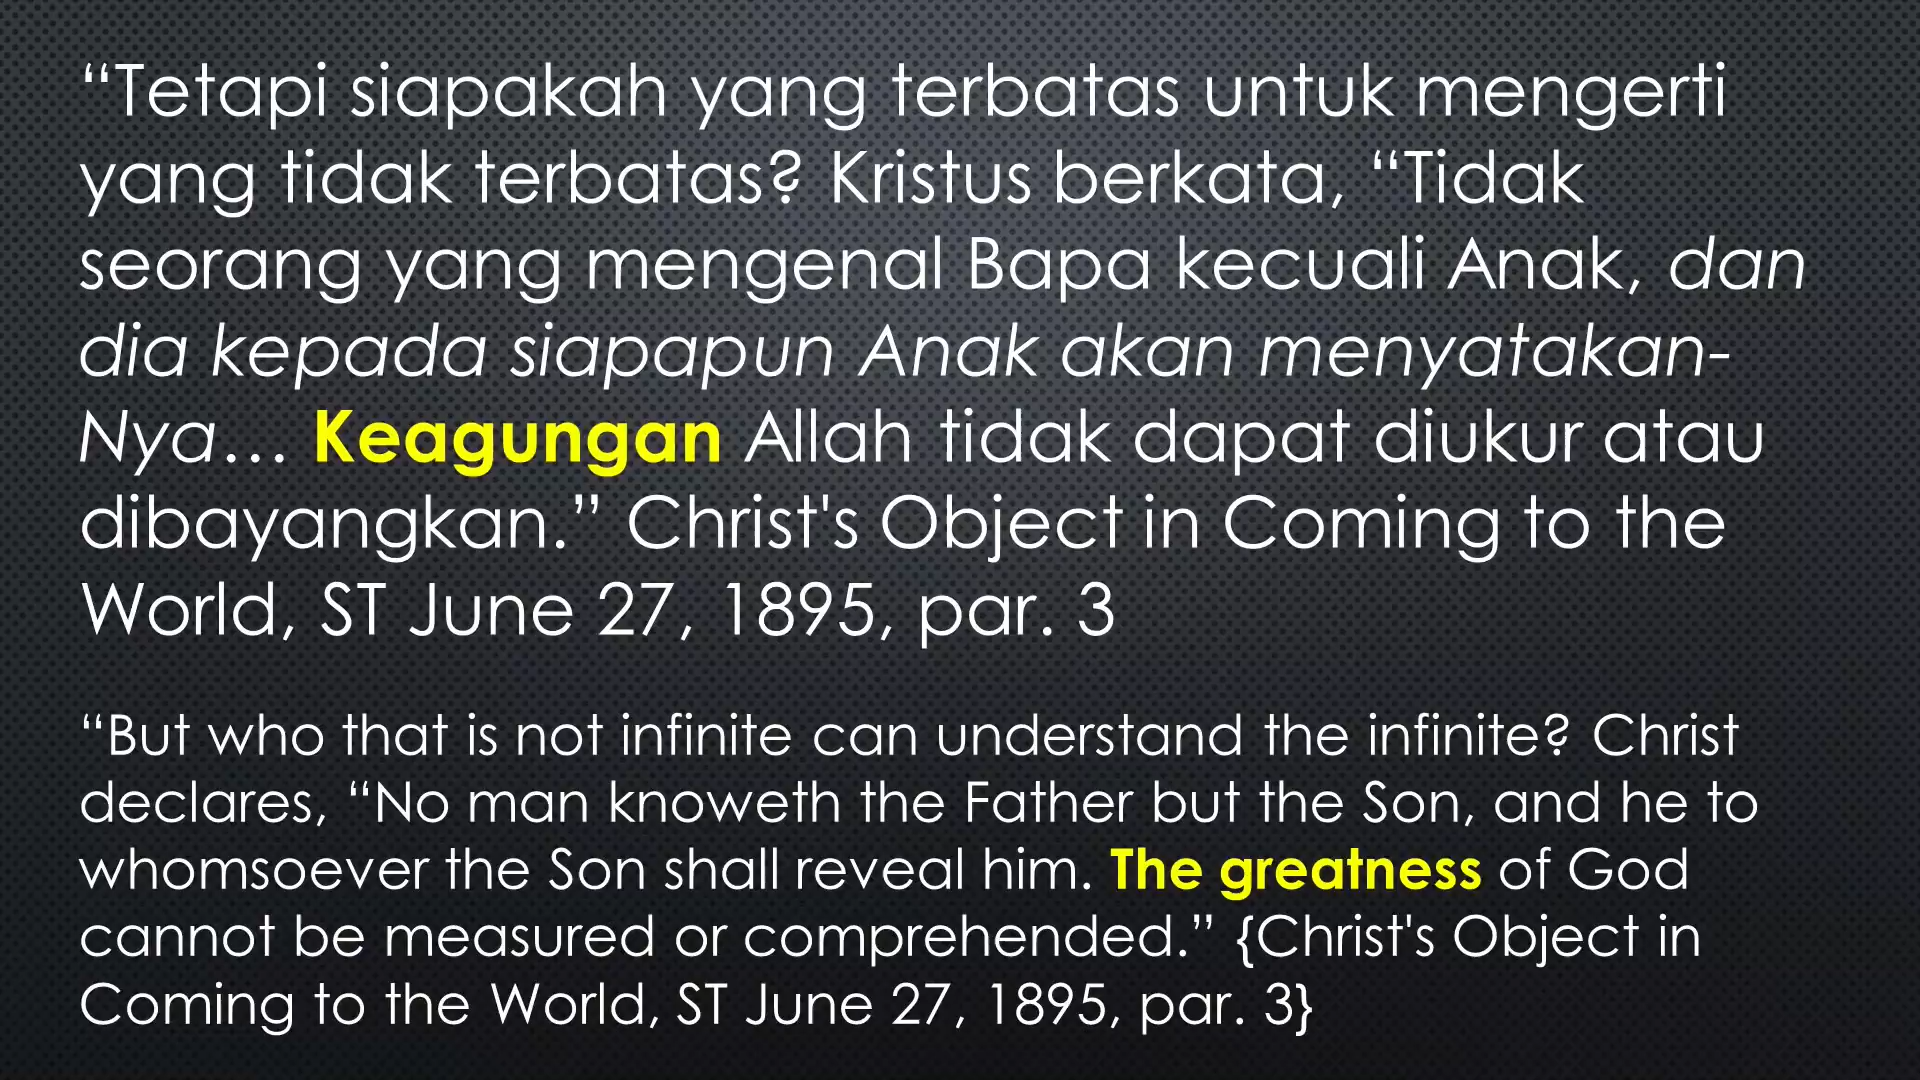 “Tetapi siapakah yang terbatas untuk mengerti
yang tidak terbatas? Kristus berkata, “Tidak
seorang yang mengenal Bapa kecuali Anak, dan
dia kepada siapapun Anak akan menyatakan-
Nya… Keagungan Allah tidak dapat diukur atau
dibayangkan.” Christ's Object in Coming to the
World, ST June 27, 1895, par. 3
“But who that is not infinite can understand the infinite? Christ
declares, “No man knoweth the Father but the Son, and he to
whomsoever the Son shall reveal him. The greatness of God
cannot be measured or comprehended.” {Christ's Object in
Coming to the World, ST June 27, 1895, par. 3}